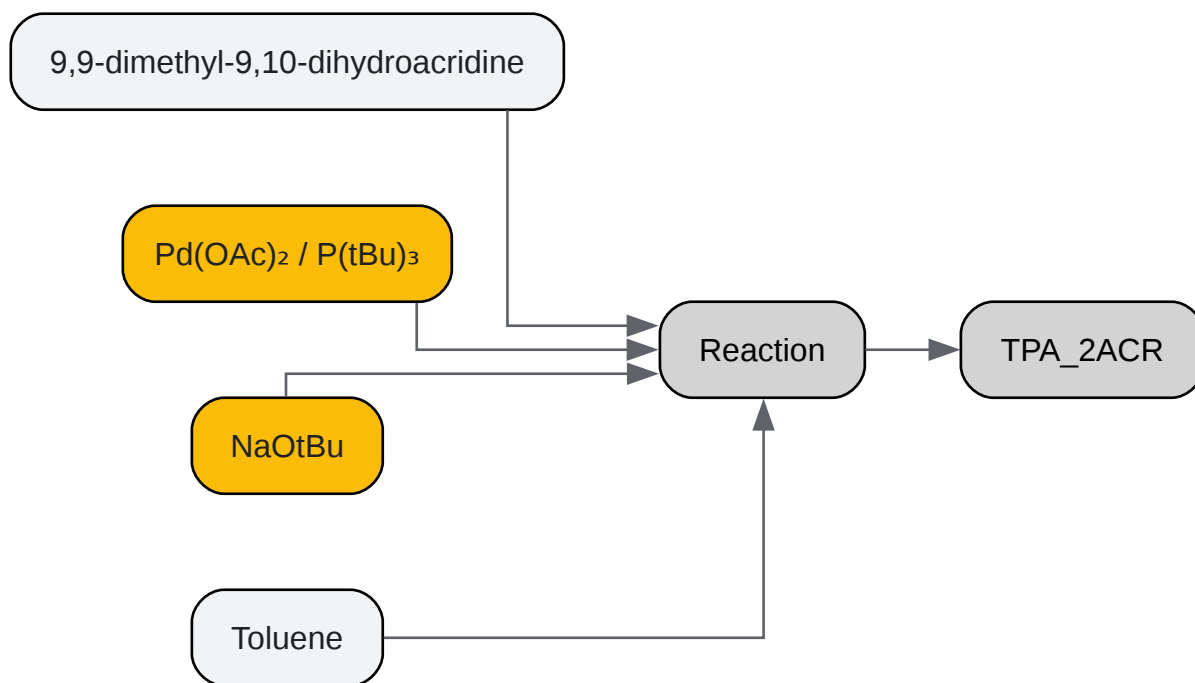 9,9-dimethyl-9,10-dihydroacridine
Pd(OAc)₂ / P(tBu)₃
Reaction
TPA_2ACR
NaOtBu
Toluene